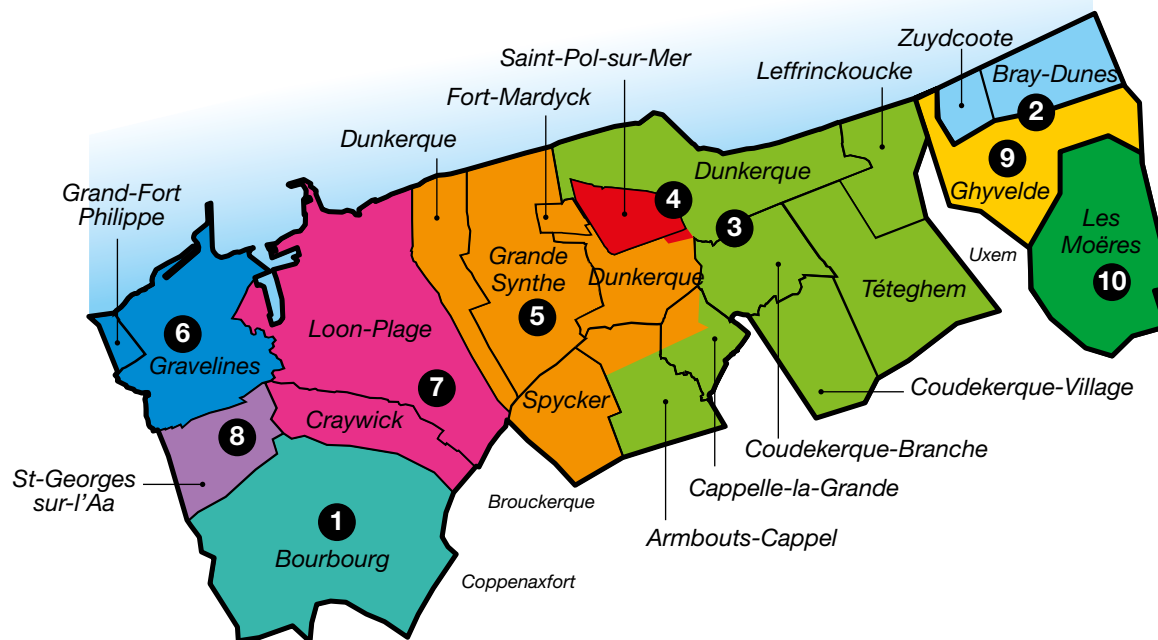 Zuydcoote
Saint-Pol-sur-Mer
Leffrinckoucke
Bray-Dunes
Fort-Mardyck
2
Dunkerque
9
Dunkerque
Ghyvelde
Grand-Fort
Philippe
4
3
Les
Moëres
Uxem
10
Grande
Synthe
Dunkerque
Téteghem
5
6
Loon-Plage
Gravelines
7
Coudekerque-Village
Spycker
Craywick
8
Coudekerque-Branche
St-Georges
sur-l'Aa
Cappelle-la-Grande
Brouckerque
1
Armbouts-Cappel
Bourbourg
Coppenaxfort